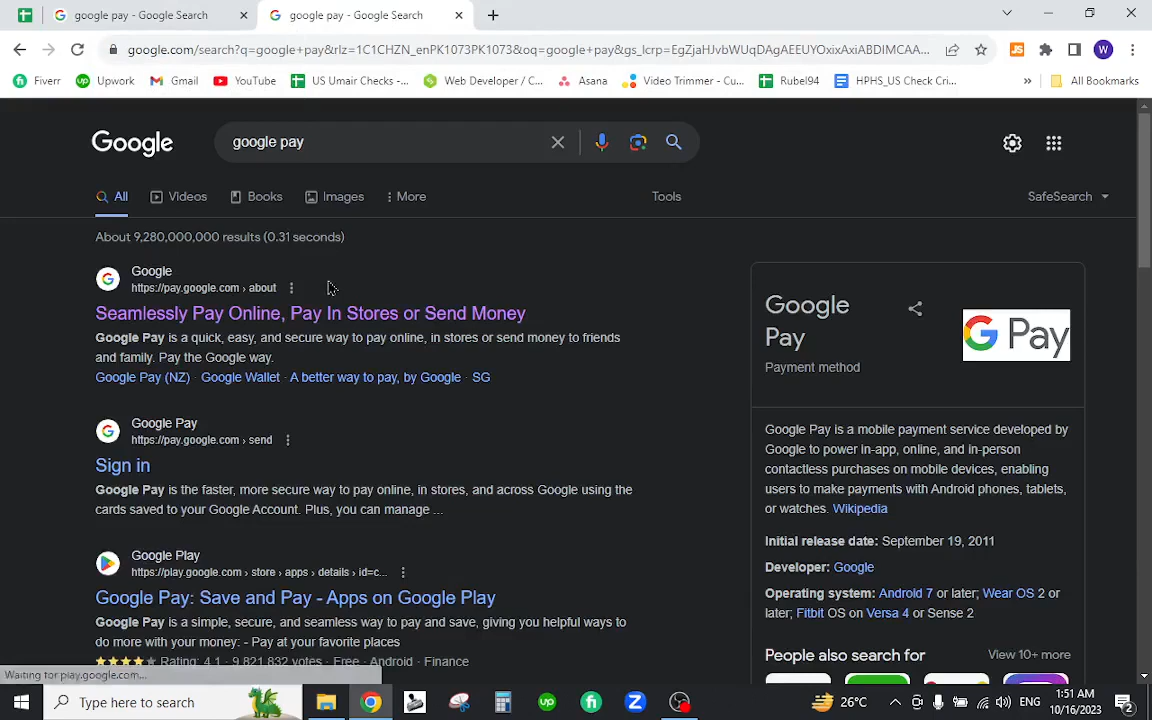 google pay - Google Search
google pay - Google Search
google.com/search?q=google+pay&rlz=1C1CHZN_enPK1073PK1073&oq=google+pay&gs_lcrp=EgZjaHJvbWUqDAgAEEUYOxixAxiABDIMCAA...
JS
W
Fiverr
Upwork
Gmail
YouTube
US Umair Checks -...
Web Developer / C...
Asana
Video Trimmer - Cu...
Rubel94
HPHS_US Check Cri...
»
All Bookmarks
Google
google pay
All
Videos
Books
Images
More
Tools
SafeSearch
About 9,280,000,000 results (0.31 seconds)
Google
https://pay.google.com › about
Seamlessly Pay Online, Pay In Stores or Send Money
Google Pay is a quick, easy, and secure way to pay online, in stores or send money to friends
and family. Pay the Google way.
Google Pay (NZ) · Google Wallet · A better way to pay, by Google · SG
Google Pay
https://pay.google.com › send
Sign in
Google Pay is the faster, more secure way to pay online, in stores, and across Google using the
cards saved to your Google Account. Plus, you can manage ...
Google Play
https://play.google.com › store › apps › details › id=c...
Google Pay: Save and Pay - Apps on Google Play
Google Pay is a simple, secure, and seamless way to pay and save, giving you helpful ways to
do more with your money: - Pay at your favorite places
Rating: 4.1 · 9,821,832 votes · Free · Android · Finance
Google
Pay
Payment method
G Pay
Google Pay is a mobile payment service developed by
Google to power in-app, online, and in-person
contactless purchases on mobile devices, enabling
users to make payments with Android phones, tablets,
or watches. Wikipedia
Initial release date: September 19, 2011
Developer: Google
Operating system: Android 7 or later; Wear OS 2 or
later; Fitbit OS on Versa 4 or Sense 2
People also search for
View 10+ more
Waiting for play.google.com...
Type here to search
up
fi
Z
26°C
ENG
1:51 AM
10/16/2023
2